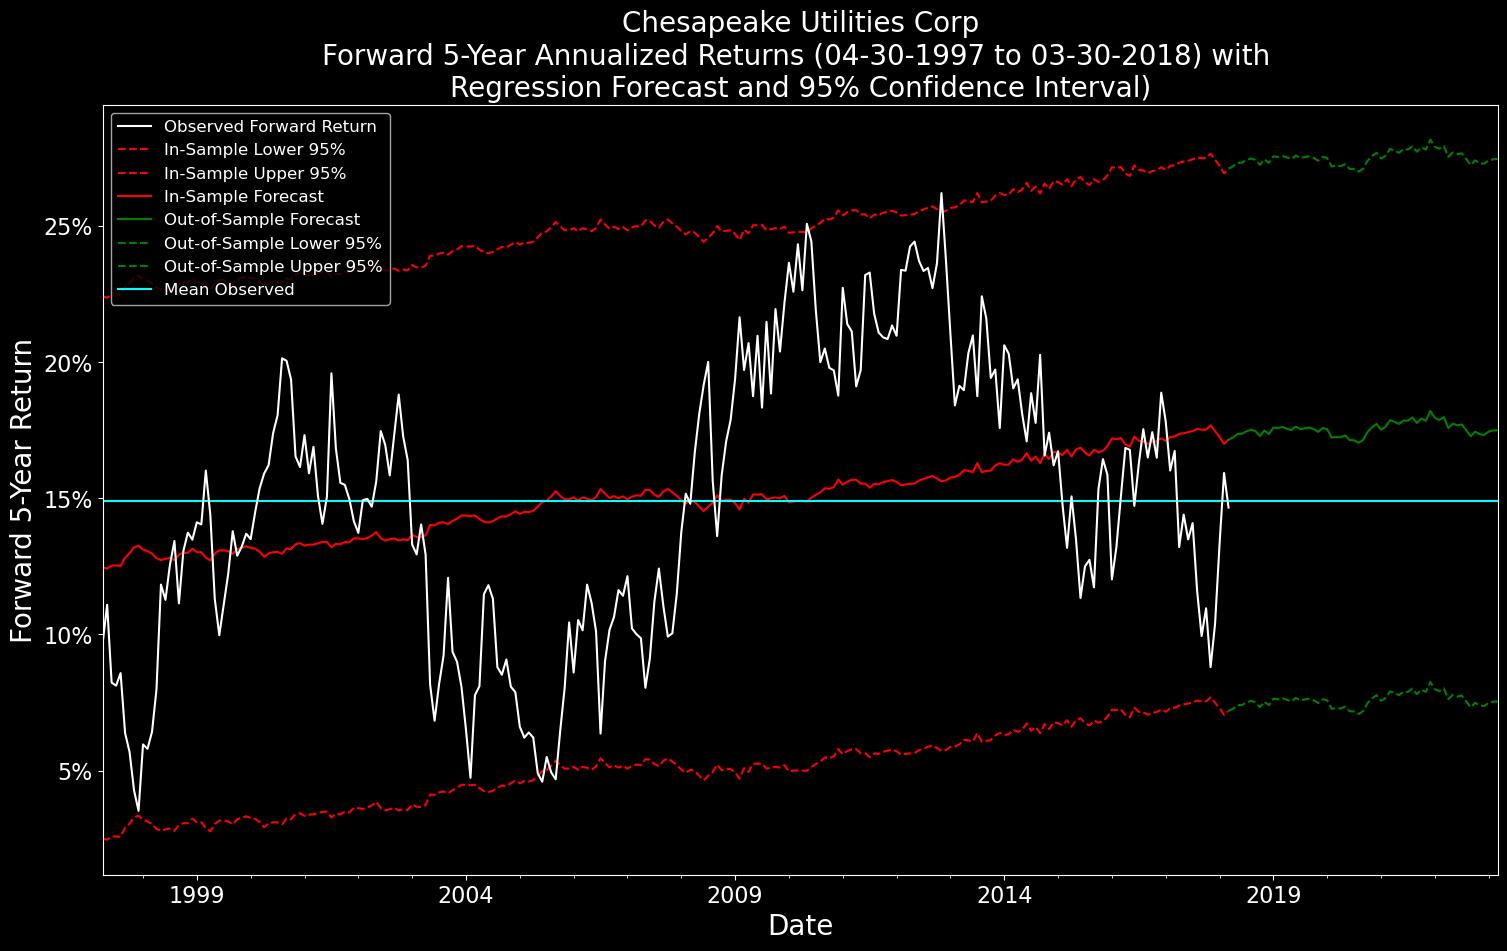 Chesapeake Utilities Corp
Forward 5-Year Annualized Returns (04-30-1997 to 03-30-2018) with
Regression Forecast and 95% Confidence Interval)
Observed Forward Return
In-Sample Lower 95%
In-Sample Upper 95%
In-Sample Forecast
Out-of-Sample Forecast
Out-of-Sample Lower 95%
Out-of-Sample Upper 95%
Mean Observed
Forward 5-Year Return
25%
20%
15%
10%
5%
1999
2004
2009
2014
2019
Date